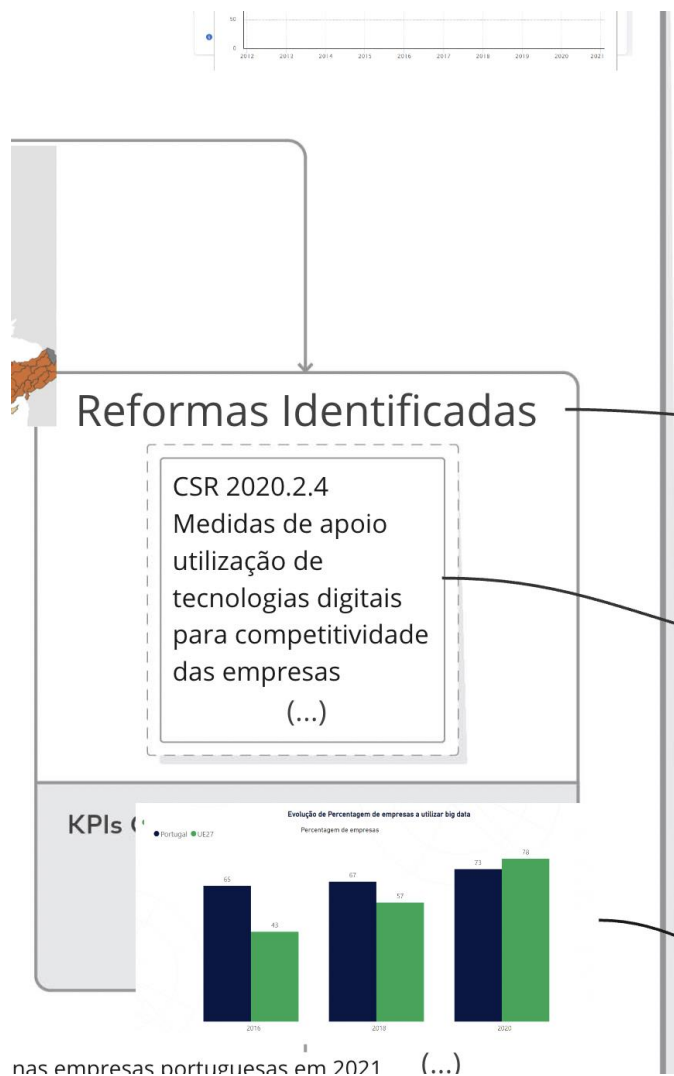 50
0
2012 2013 2014 2015 2016 2017 2018 2019 2020 2021
Reformas Identificadas
CSR 2020.2.4
Medidas de apoio
utilização de
tecnologias digitais
para competitividade
das empresas
(...)
KPIs
Evolução de Percentagem de empresas a utilizar big data
Portugal UE27
Percentagem de empresas
65
43
67
57
73
78
2016 2018 2020
nas empresas portuguesas em 2021 (...)